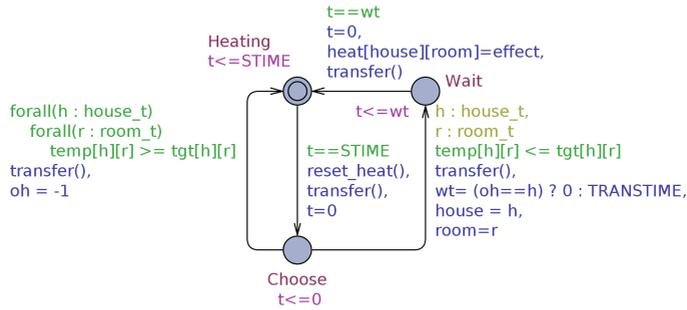 t==wt
t=0,
heat[house][room]=effect,
transfer()
Heating
t<=STIME
Wait
t<=wt
forall(h : house_t)
forall(r : room_t)
temp[h][r] >= tgt[h][r]
transfer(),
oh = -1
t==STIME
reset_heat(),
transfer(),
t=0
h : house_t,
r : room_t
temp[h][r] <= tgt[h][r]
transfer(),
wt= (oh==h) ? 0 : TRANSTIME,
house = h,
room=r
Choose
t<=0